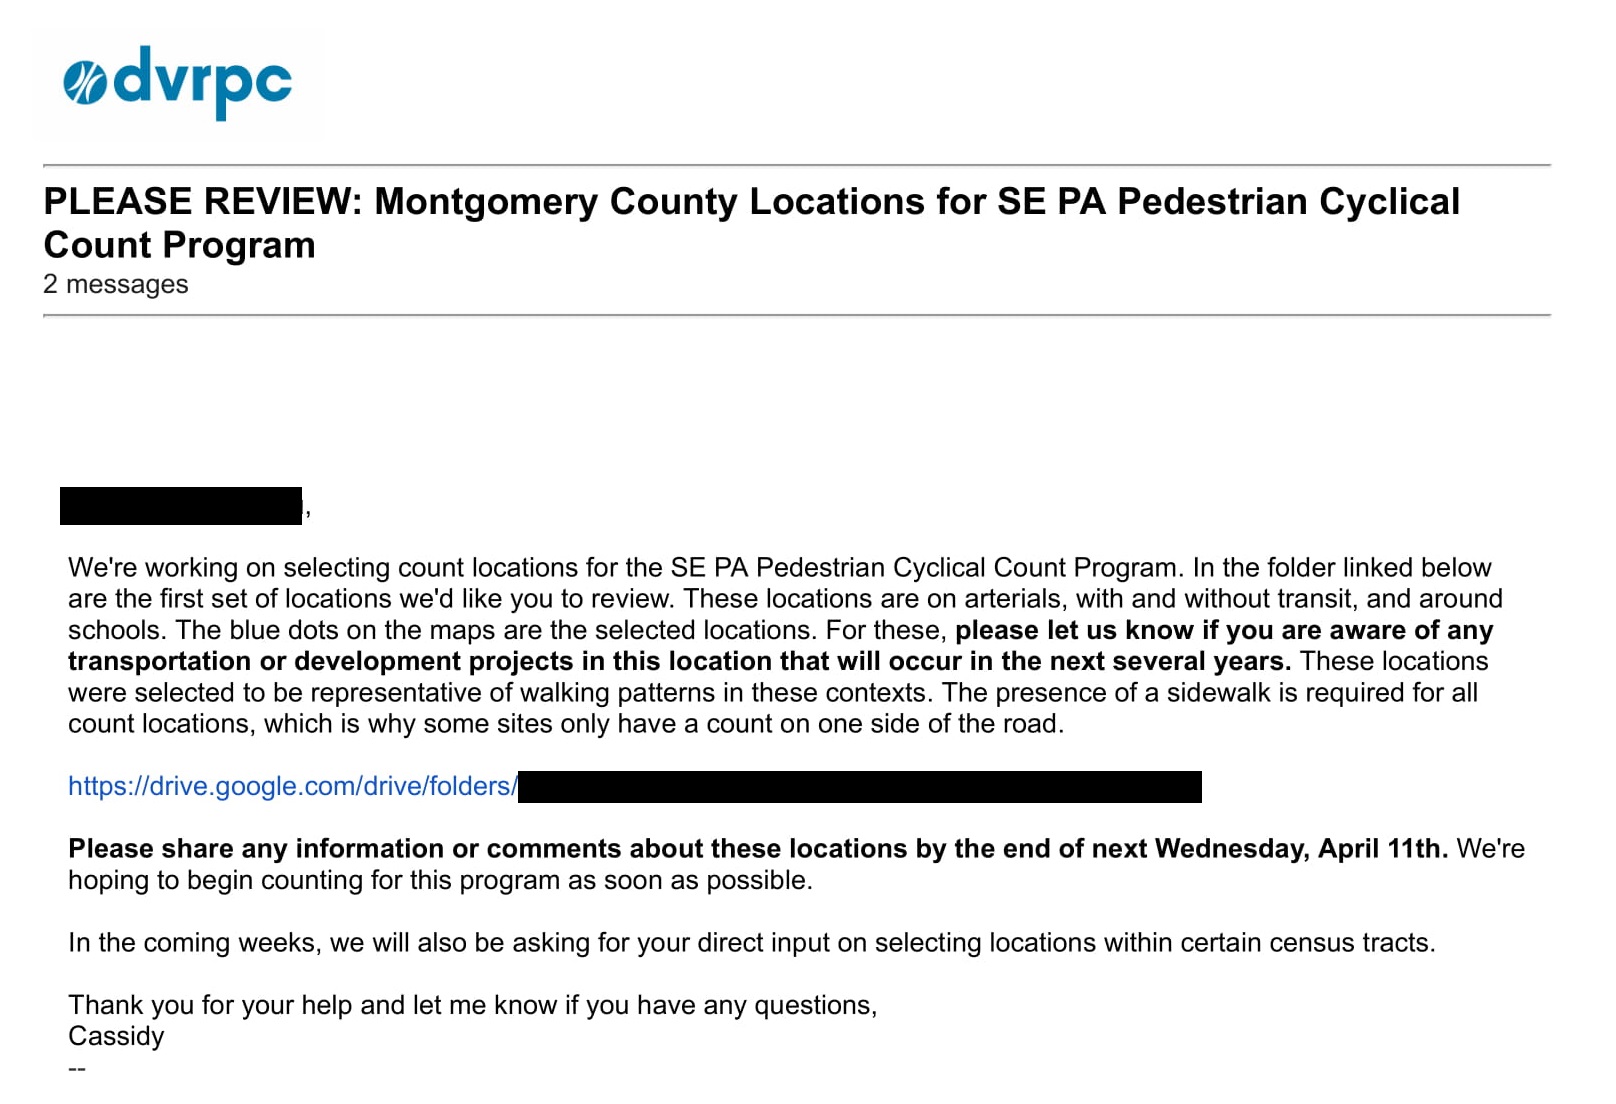 dvrpc
PLEASE REVIEW: Montgomery County Locations for SE PA Pedestrian Cyclical
Count Program
2 messages
,
We're working on selecting count locations for the SE PA Pedestrian Cyclical Count Program. In the folder linked below
are the first set of locations we'd like you to review. These locations are on arterials, with and without transit, and around
schools. The blue dots on the maps are the selected locations. For these, please let us know if you are aware of any
transportation or development projects in this location that will occur in the next several years. These locations
were selected to be representative of walking patterns in these contexts. The presence of a sidewalk is required for all
count locations, which is why some sites only have a count on one side of the road.
https://drive.google.com/drive/folders/
Please share any information or comments about these locations by the end of next Wednesday, April 11th. We're
hoping to begin counting for this program as soon as possible.
In the coming weeks, we will also be asking for your direct input on selecting locations within certain census tracts.
Thank you for your help and let me know if you have any questions,
Cassidy
--